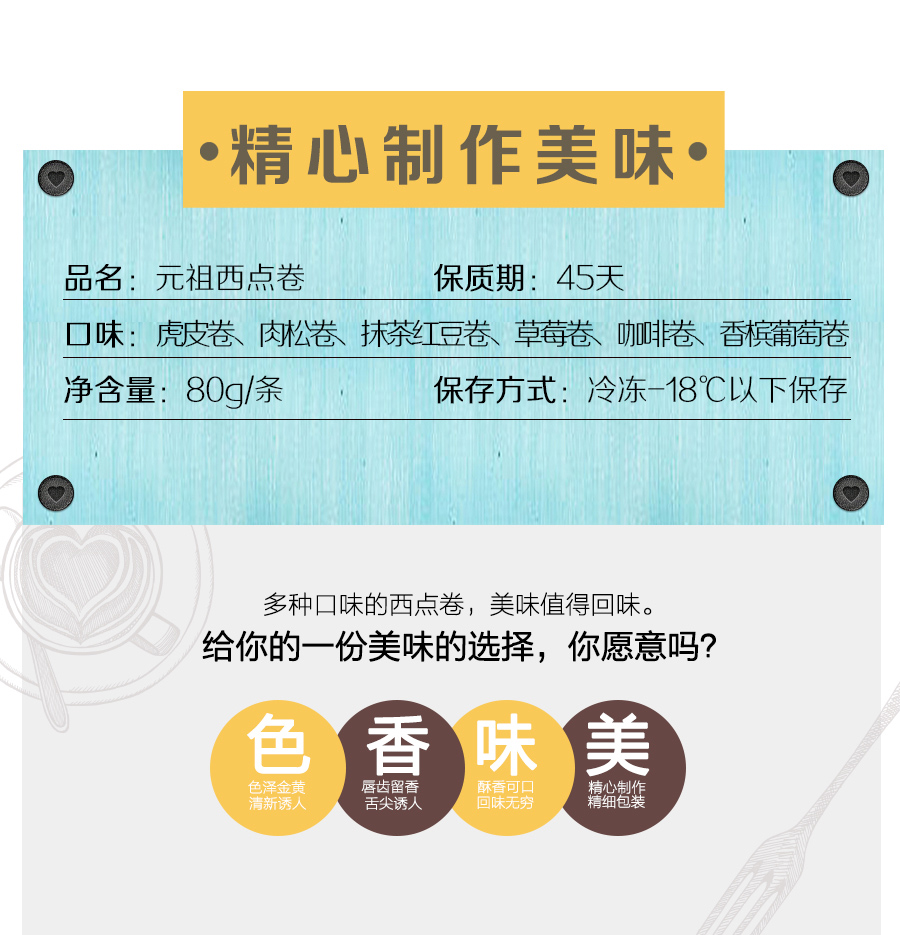 ·精心制作美味·
品名：元祖西点卷 保质期：45天
口味：虎皮卷、肉松卷、抹茶红豆卷、草莓卷、咖啡卷、香槟葡萄卷
净含量：80g/条 保存方式：冷冻-18℃以下保存
多种口味的西点卷，美味值得回味。
给你的一份美味的选择，你愿意吗？
色
色泽金黄
清新诱人
香
唇齿留香
舌尖诱人
味
酥香可口
回味无穷
美
精心制作
精细包装